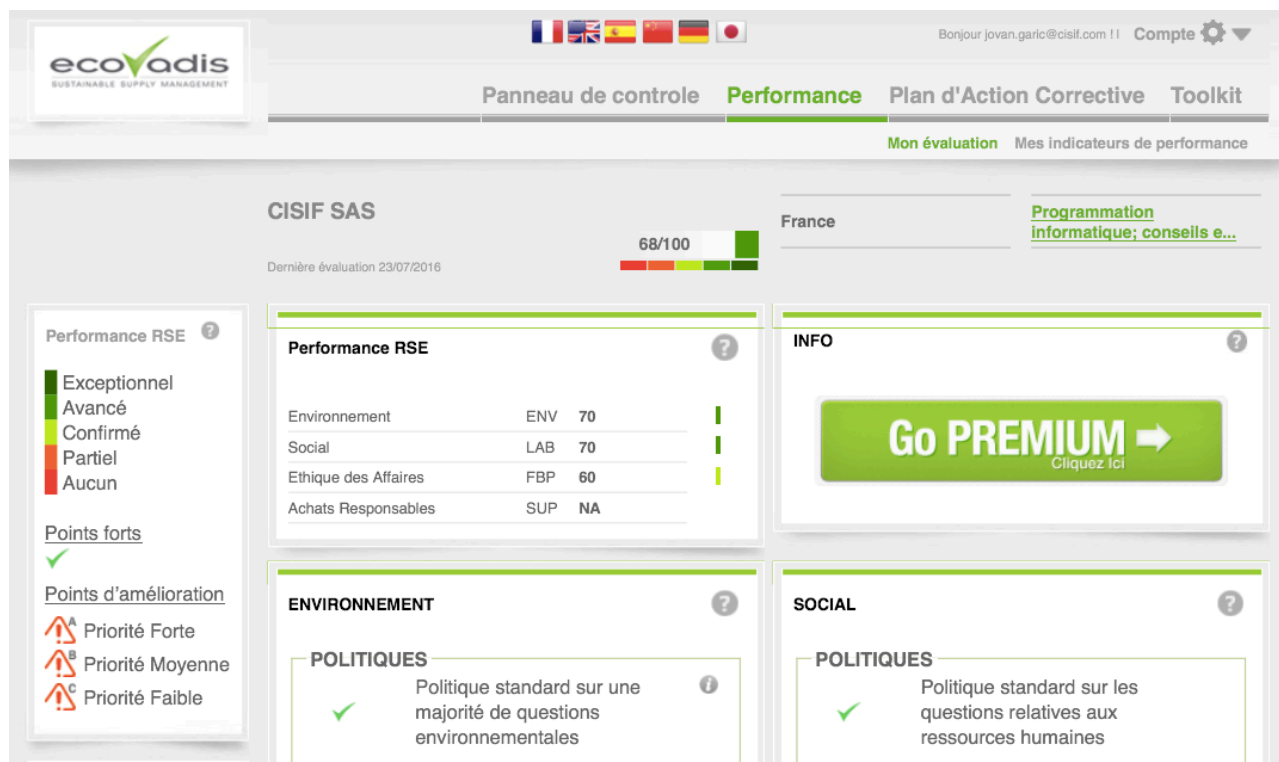 ecovadis
SUSTAINABLE SUPPLY MANAGEMENT
Bonjour jovan.garic@cisif.com ! I Compte
Panneau de controle Performance Plan d'Action Corrective Toolkit
Mon évaluation Mes indicateurs de performance
CISIF SAS
68/100
Dernière évaluation 23/07/2016
France
Programmation
informatique; conseils e...
Performance RSE ?
Exceptionnel
Avancé
Confirmé
Partiel
Aucun
Points forts
Points d'amélioration
A Priorité Forte
B Priorité Moyenne
C Priorité Faible
Performance RSE ?
Environnement ENV 70
Social LAB 70
Ethique des Affaires FBP 60
Achats Responsables SUP NA
INFO ?
Go PREMIUM
Cliquez Ici
ENVIRONNEMENT ?
POLITIQUES
Politique standard sur une i
majorité de questions
environnementales
SOCIAL ?
POLITIQUES
Politique standard sur les
questions relatives aux
ressources humaines